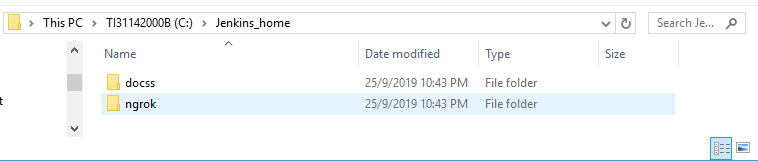 This PC > TI31142000B (C:) > Jenkins_home Search Je...
Name Date modified Type Size
docss 25/9/2019 10:43 PM File folder
ngrok 25/9/2019 10:43 PM File folder
t